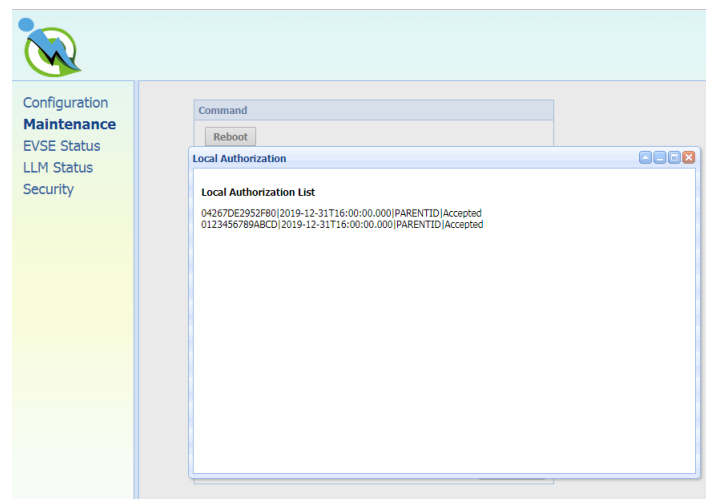 Configuration
Maintenance
EVSE Status
LLM Status
Security
Command
Reboot
Local Authorization
Local Authorization List
04267DE2952F80|2019-12-31T16:00:00.000|PARENTID|Accepted
0123456789ABCD|2019-12-31T16:00:00.000|PARENTID|Accepted